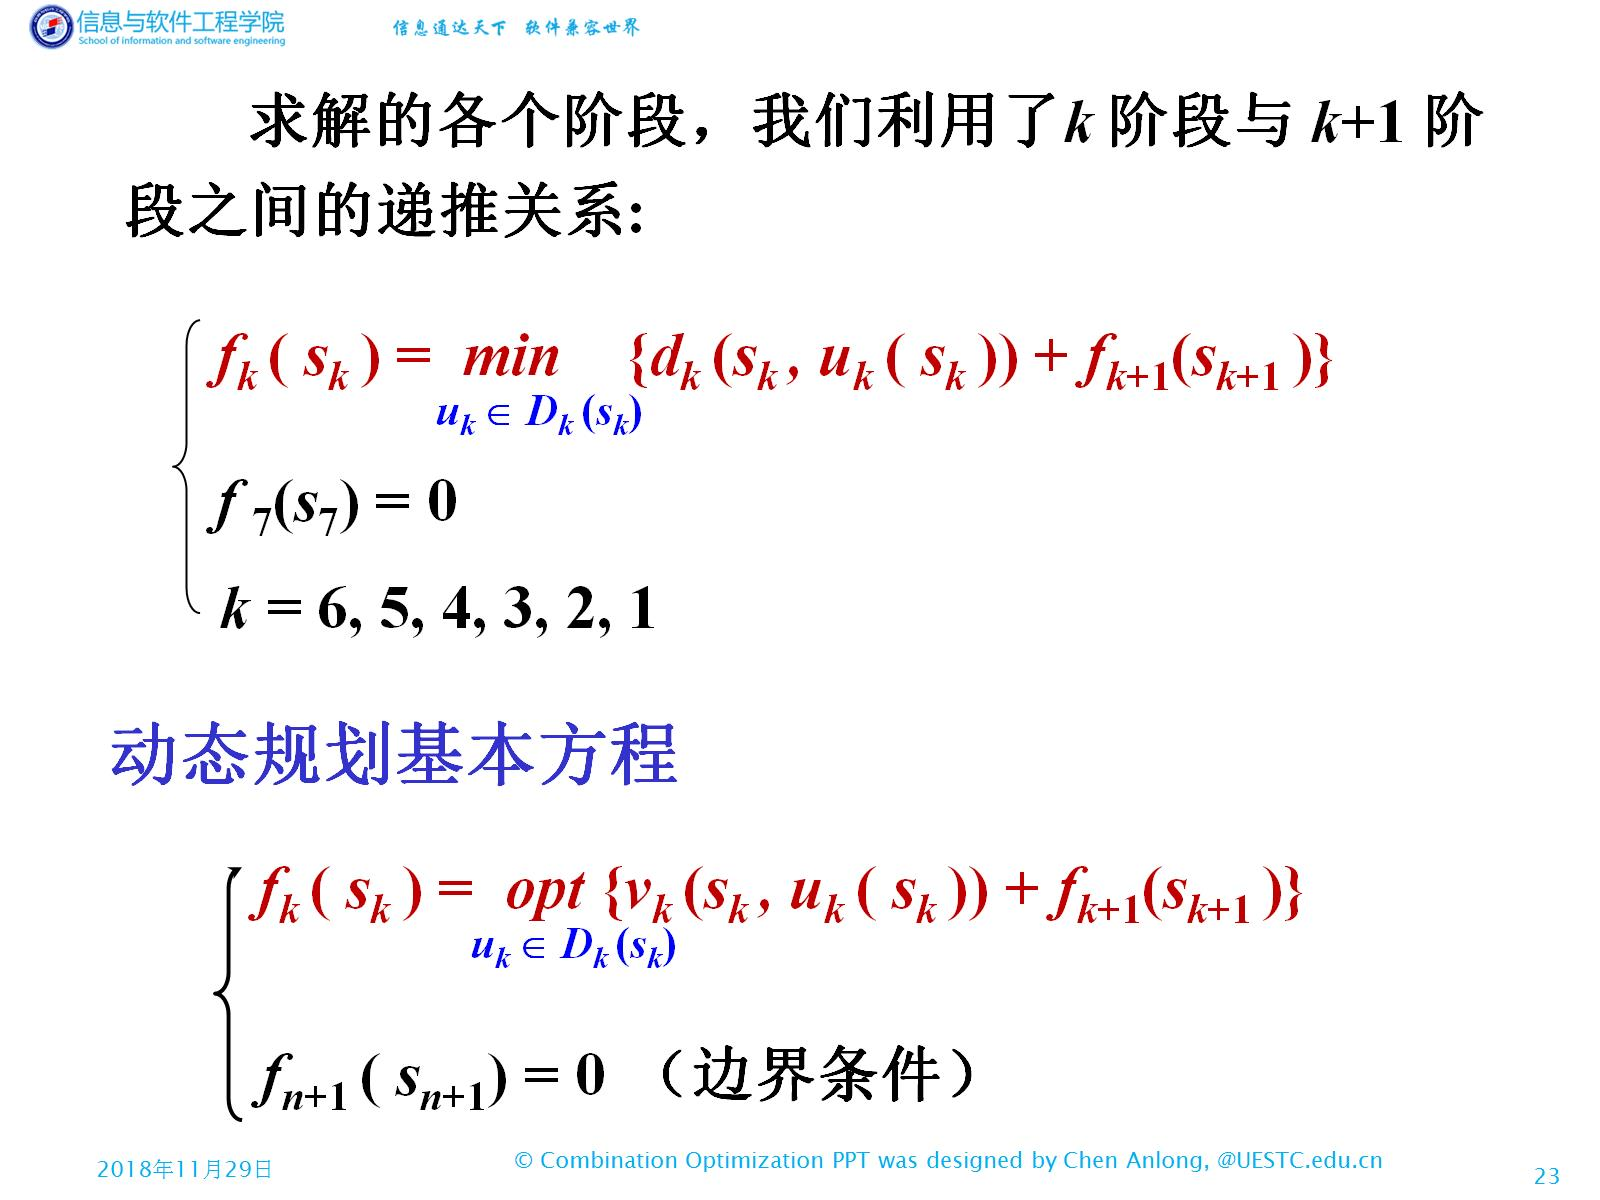 信息与软件工程学院
School of information and software engineering
信息通达天下 软件兼容世界
求解的各个阶段，我们利用了k 阶段与 k+1 阶
段之间的递推关系:
fk ( sk ) = min {dk (sk , uk ( sk )) + fk+1(sk+1 )}
uk ∈ Dk (sk)
f 7(s7) = 0
k = 6, 5, 4, 3, 2, 1
动态规划基本方程
fk ( sk ) = opt {vk (sk , uk ( sk )) + fk+1(sk+1 )}
uk ∈ Dk (sk)
fn+1 ( sn+1) = 0 （边界条件）
2018年11月29日
© Combination Optimization PPT was designed by Chen Anlong, @UESTC.edu.cn
23